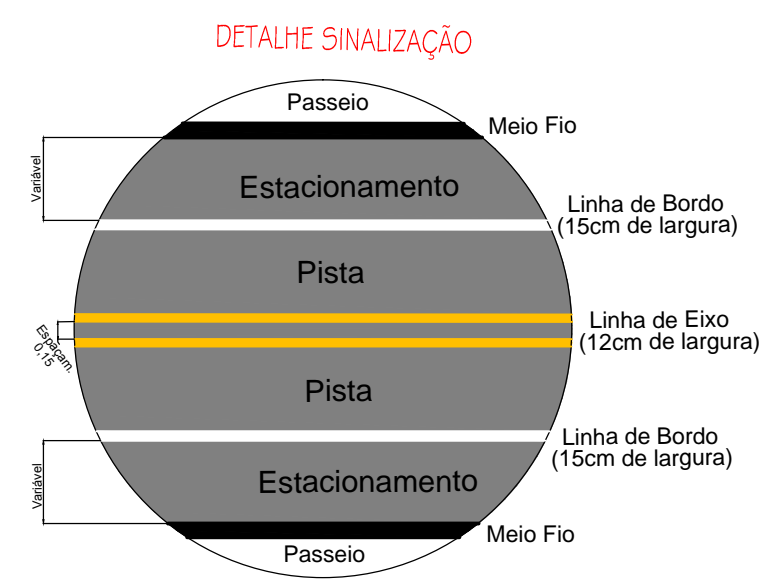 DETALHE SINALIZAÇÃO
Passeio
Meio Fio
Variável
Estacionamento
Linha de Bordo
(15cm de largura)
Pista
Linha de Eixo
(12cm de largura)
Espaçam.
0,15
Pista
Linha de Bordo
(15cm de largura)
Variável
Estacionamento
Meio Fio
Passeio